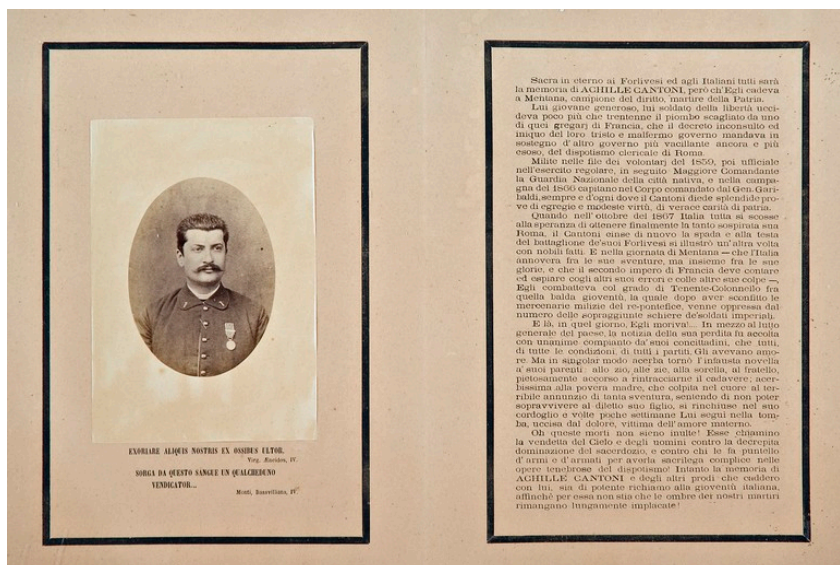 EXORIARE ALIQUIS NOSTRIS EX OSSIBUS ULTOR.
Virg. Eneides, IV.
SORGA DA QUESTO SANGUE UN QUALCHEDUNO
VENDICATOR...
Monti, Basevilliana, IV.
Sacra in eterno ai Forlivesi ed agli Italiani tutti sarà
la memoria di ACHILLE CANTONI, però ch'Egli cadeva
a Mentana, campione del diritto, martire della Patria.
Lui giovane generoso, lui soldato della libertà ucci-
deva poco più che trentenne il piombo scagliato da uno
di quei gregarj di Francia, che il decreto inconsulto ed
iniquo del loro tristo e malfermo governo mandava in
sostegno d'altro governo più vacillante ancora e più
esoso, del dispotismo clericale di Roma.
Milite nelle file dei volontarj del 1859, poi ufficiale
nell'esercito regolare, in seguito Maggiore Comandante
la Guardia Nazionale della città nativa, e nella campa-
gna del 1866 capitano nel Corpo comandato dal Gen. Gari-
baldi, sempre e d'ogni dove il Cantoni diede splendide pro-
ve di egregie e modeste virtù, di verace carità di patria.
Quando nell'ottobre del 1867 Italia tutta si scosse
alla speranza di ottenere finalmente la tanto sospirata sua
Roma, il Cantoni cinse di nuovo la spada e alla testa
del battaglione de'suoi Forlivesi si illustrò un'altra volta
con nobili fatti. E nella giornata di Mentana — che l'Italia
annovera fra le sue sventure, ma insieme fra le sue
glorie, e che il secondo impero di Francia deve contare
ed espiare cogli altri suoi errori e colle altre sue colpe —,
Egli combatteva col grado di Tenente-Colonnello fra
quella balda gioventù, la quale dopo aver sconfitto le
mercenarie milizie del re-pontefice, venne oppressa dal
numero delle sopraggiunte schiere de'soldati imperiali.
E là, in quel giorno, Egli moriva!... In mezzo al lutto
generale del paese, la notizia della sua perdita fu accolta
con unanime compianto da' suoi concittadini, che tutti,
di tutte le condizioni, di tutti i partiti, Gli avevano amo-
re. Ma in singolar modo acerba tornò l'infausta novella
a' suoi parenti: allo zio, alle zie, alla sorella, al fratello,
pietosamente accorso a rintracciarne il cadavere; acer-
bissima alla povera madre, che colpita nel cuore al ter-
ribile annunzio di tanta sventura, sentendo di non poter
sopravvivere al diletto suo figlio, si rinchiuse nel suo
cordoglio e volte poche settimane Lui seguì nella tom-
ba, uccisa dal dolore, vittima dell'amore materno.
Oh queste morti non sieno inulte! Esse chiamino
la vendetta del Cielo e degli uomini contro la decrepita
dominazione del sacerdozio, e contro chi le fa puntello
d'armi e d'armati per averla sacrilega complice nelle
opere tenebrose del dispotismo! Intanto la memoria di
ACHILLE CANTONI e degli altri prodi che caddero
con lui, sia di potente richiamo alla gioventù italiana,
affinchè per essa non stia che le ombre dei nostri martiri
rimangano lungamente implacate!